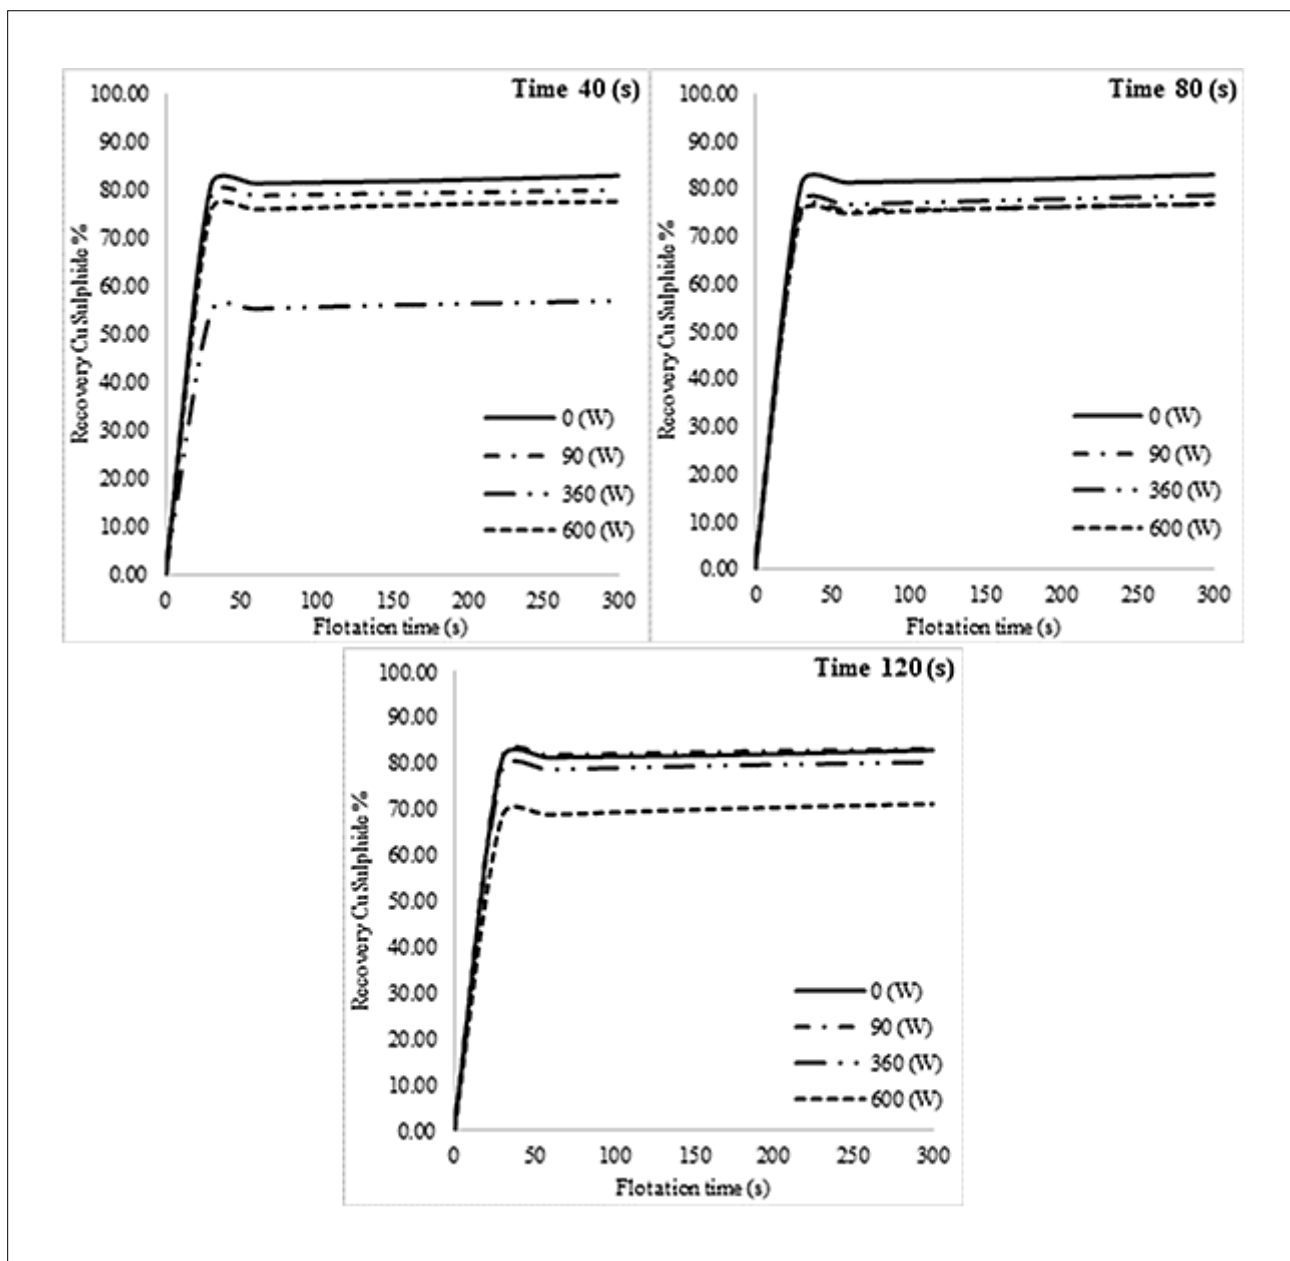 Time 40 (s)
100.00
90.00
80.00
70.00
60.00
50.00
40.00
30.00
20.00
10.00
0.00
Recovery Cu Sulphide %
0 (W)
90 (W)
360 (W)
600 (W)
0 50 100 150 200 250 300
Flotation time (s)
Time 80 (s)
100.00
90.00
80.00
70.00
60.00
50.00
40.00
30.00
20.00
10.00
0.00
Recovery Cu Sulphide %
0 (W)
90 (W)
360 (W)
600 (W)
0 50 100 150 200 250 300
Flotation time (s)
Time 120 (s)
100.00
90.00
80.00
70.00
60.00
50.00
40.00
30.00
20.00
10.00
0.00
Recovery Cu Sulphide %
0 (W)
90 (W)
360 (W)
600 (W)
0 50 100 150 200 250 300
Flotation time (s)